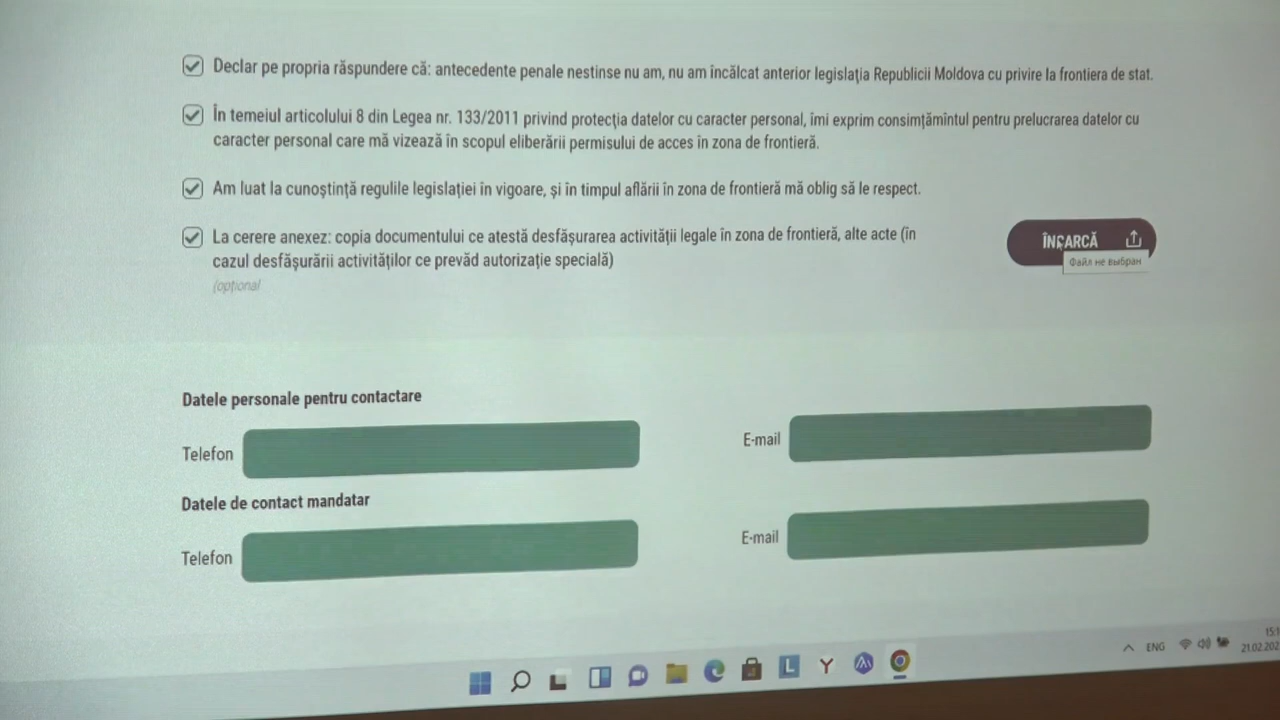 Declar pe propria răspundere că: antecedente penale nestinse nu am, nu am încălcat anterior legislația Republicii Moldova cu privire la frontiera de stat.
În temeiul articolului 8 din Legea nr. 133/2011 privind protecția datelor cu caracter personal, îmi exprim consimțămîntul pentru prelucrarea datelor cu
caracter personal care mă vizează în scopul eliberării permisului de acces în zona de frontieră.
Am luat la cunoștință regulile legislației în vigoare, și în timpul aflării în zona de frontieră mă oblig să le respect.
La cerere anexez: copia documentului ce atestă desfășurarea activității legale în zona de frontieră, alte acte (în
cazul desfășurării activităților ce prevăd autorizație specială)
(opțional
ÎNCARCĂ
Файл не выбран
Datele personale pentru contactare
Telefon
E-mail
Datele de contact mandatar
Telefon
E-mail
ENG
21.02.202